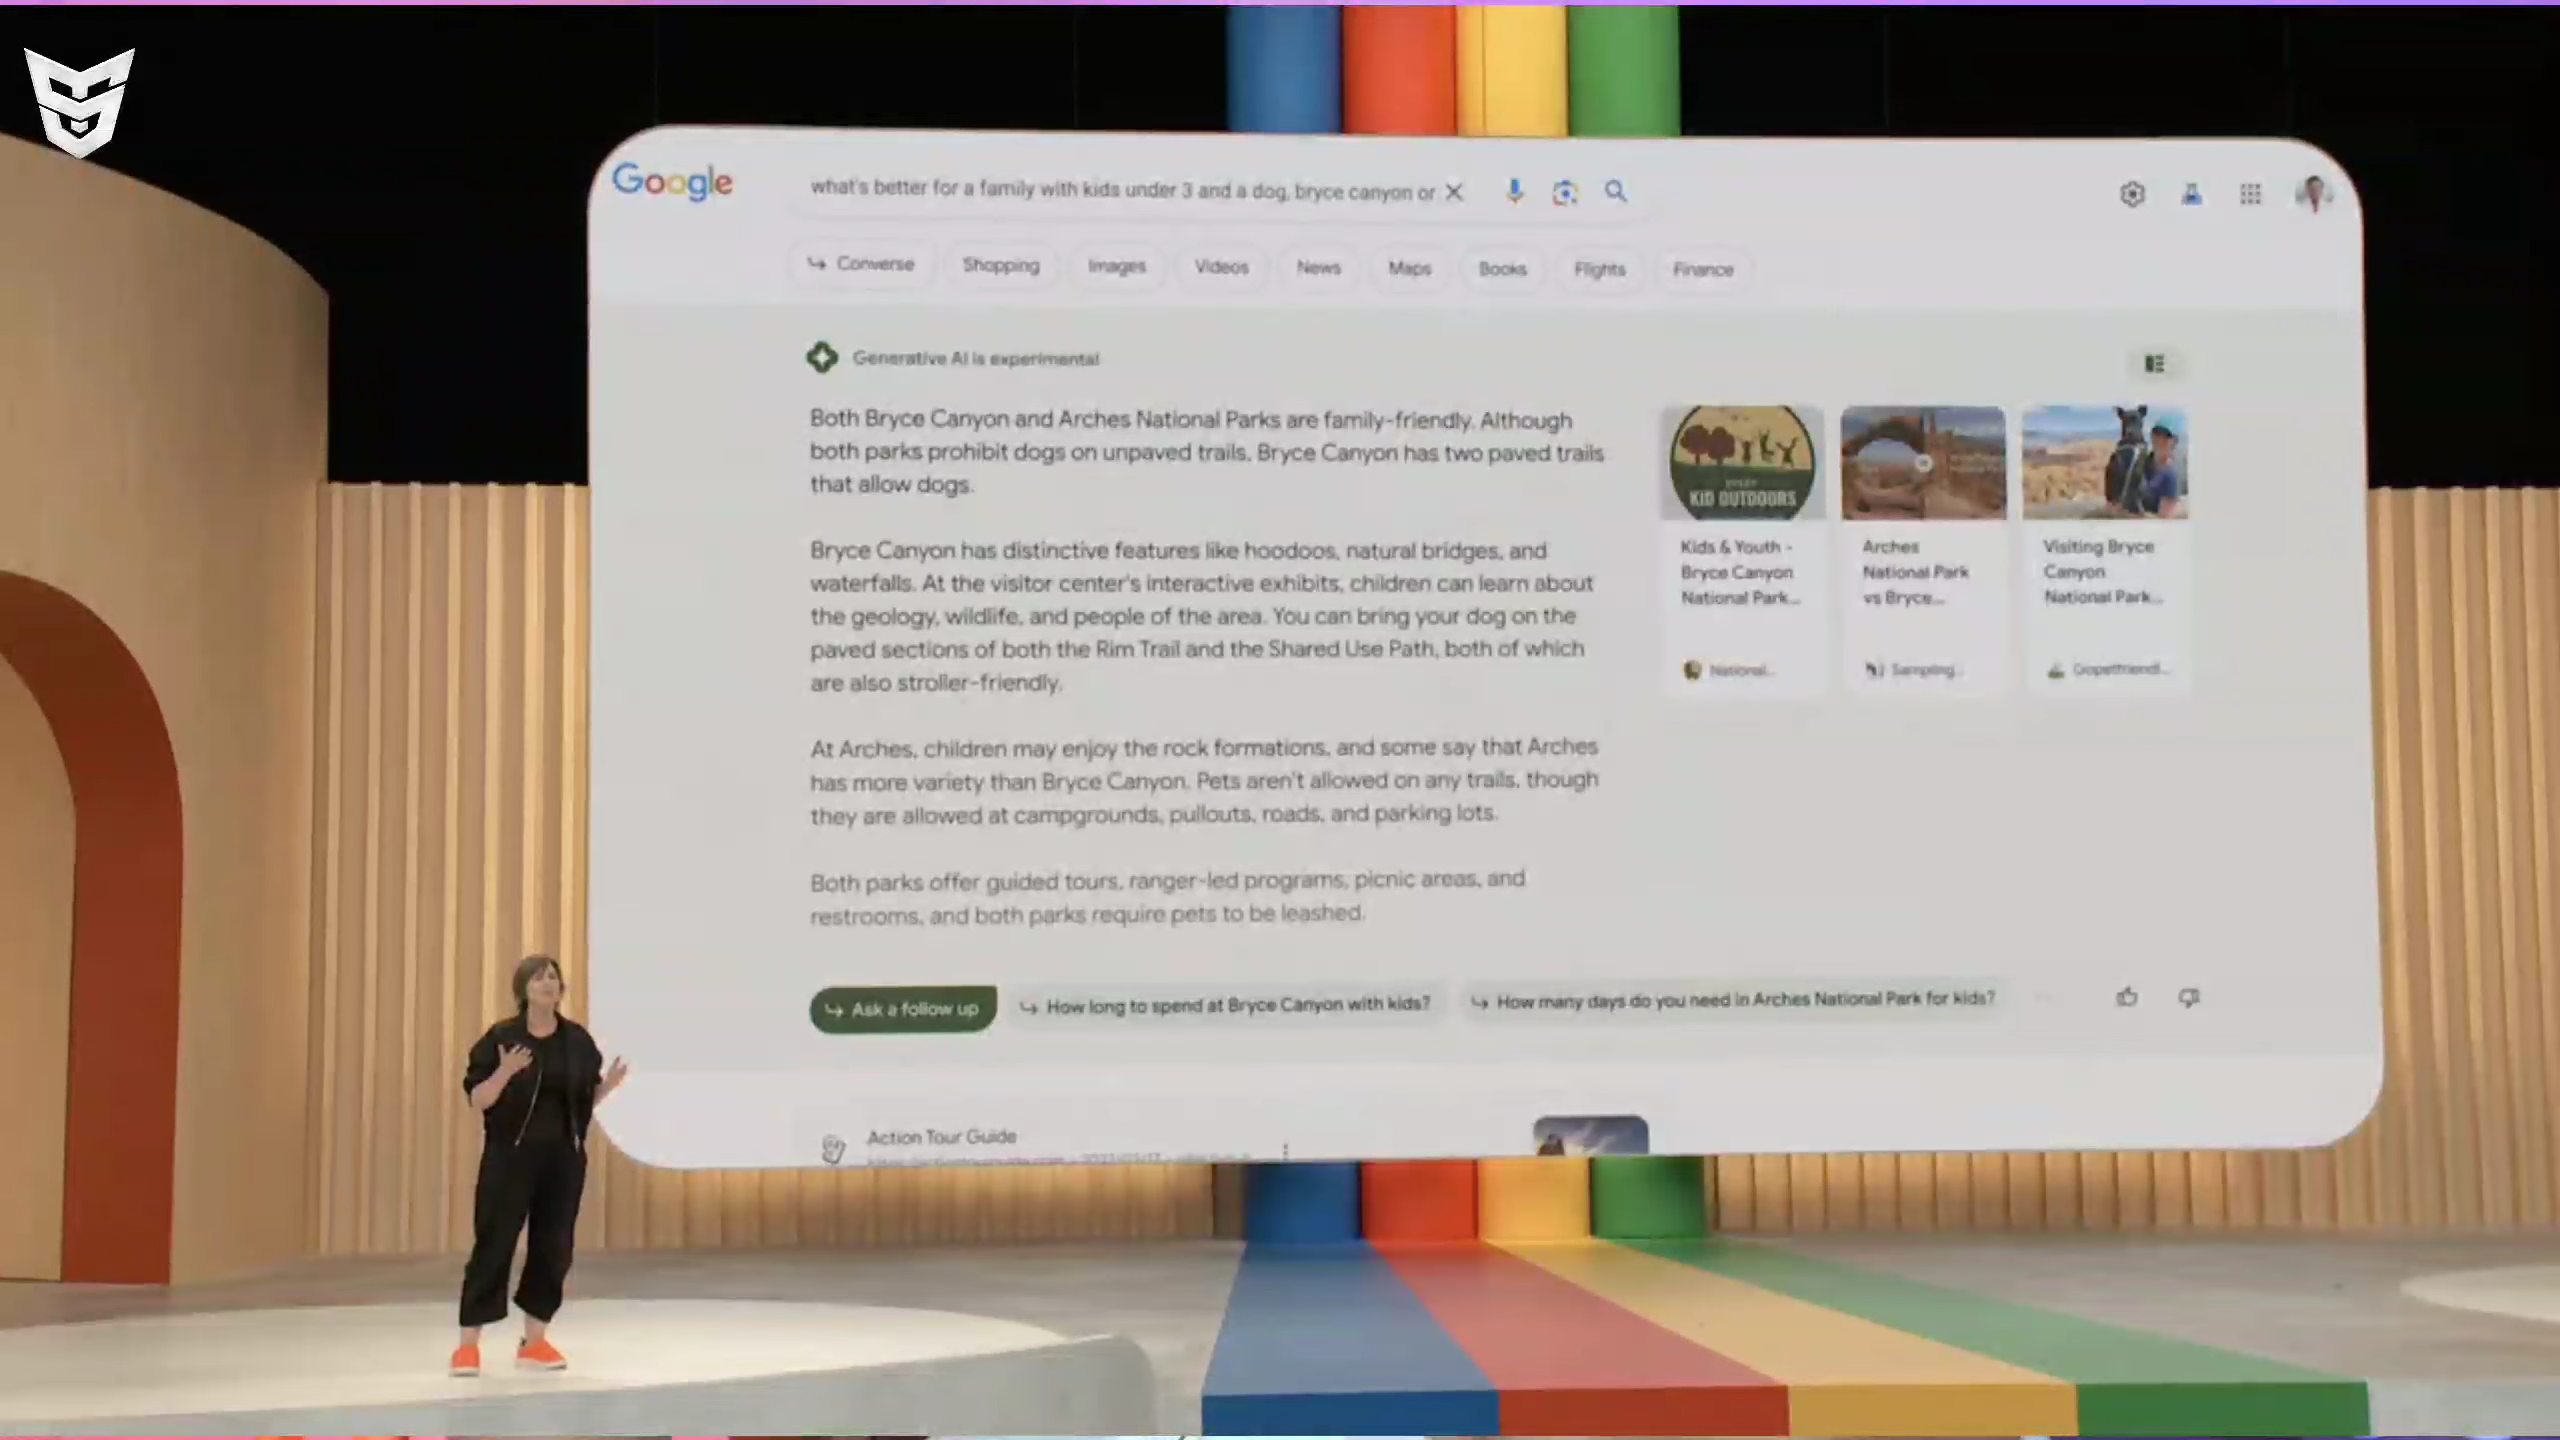 Google
what's better for a family with kids under 3 and a dog, bryce canyon or
Converse
Shopping
Images
Videos
News
Maps
Books
Flights
Finance
Generative AI is experimental
Both Bryce Canyon and Arches National Parks are family-friendly. Although
both parks prohibit dogs on unpaved trails, Bryce Canyon has two paved trails
that allow dogs.
Bryce Canyon has distinctive features like hoodoos, natural bridges, and
waterfalls. At the visitor center's interactive exhibits, children can learn about
the geology, wildlife, and people of the area. You can bring your dog on the
paved sections of both the Rim Trail and the Shared Use Path, both of which
are also stroller-friendly.
At Arches, children may enjoy the rock formations, and some say that Arches
has more variety than Bryce Canyon. Pets aren't allowed on any trails, though
they are allowed at campgrounds, pullouts, roads, and parking lots.
Both parks offer guided tours, ranger-led programs, picnic areas, and
restrooms, and both parks require pets to be leashed.
KID OUTDOORS
Kids & Youth -
Bryce Canyon
National Park...
National...
Arches
National Park
vs Bryce...
Sampling...
Visiting Bryce
Canyon
National Park...
Gopetfriendl...
Ask a follow up
How long to spend at Bryce Canyon with kids?
How many days do you need in Arches National Park for kids?
Action Tour Guide